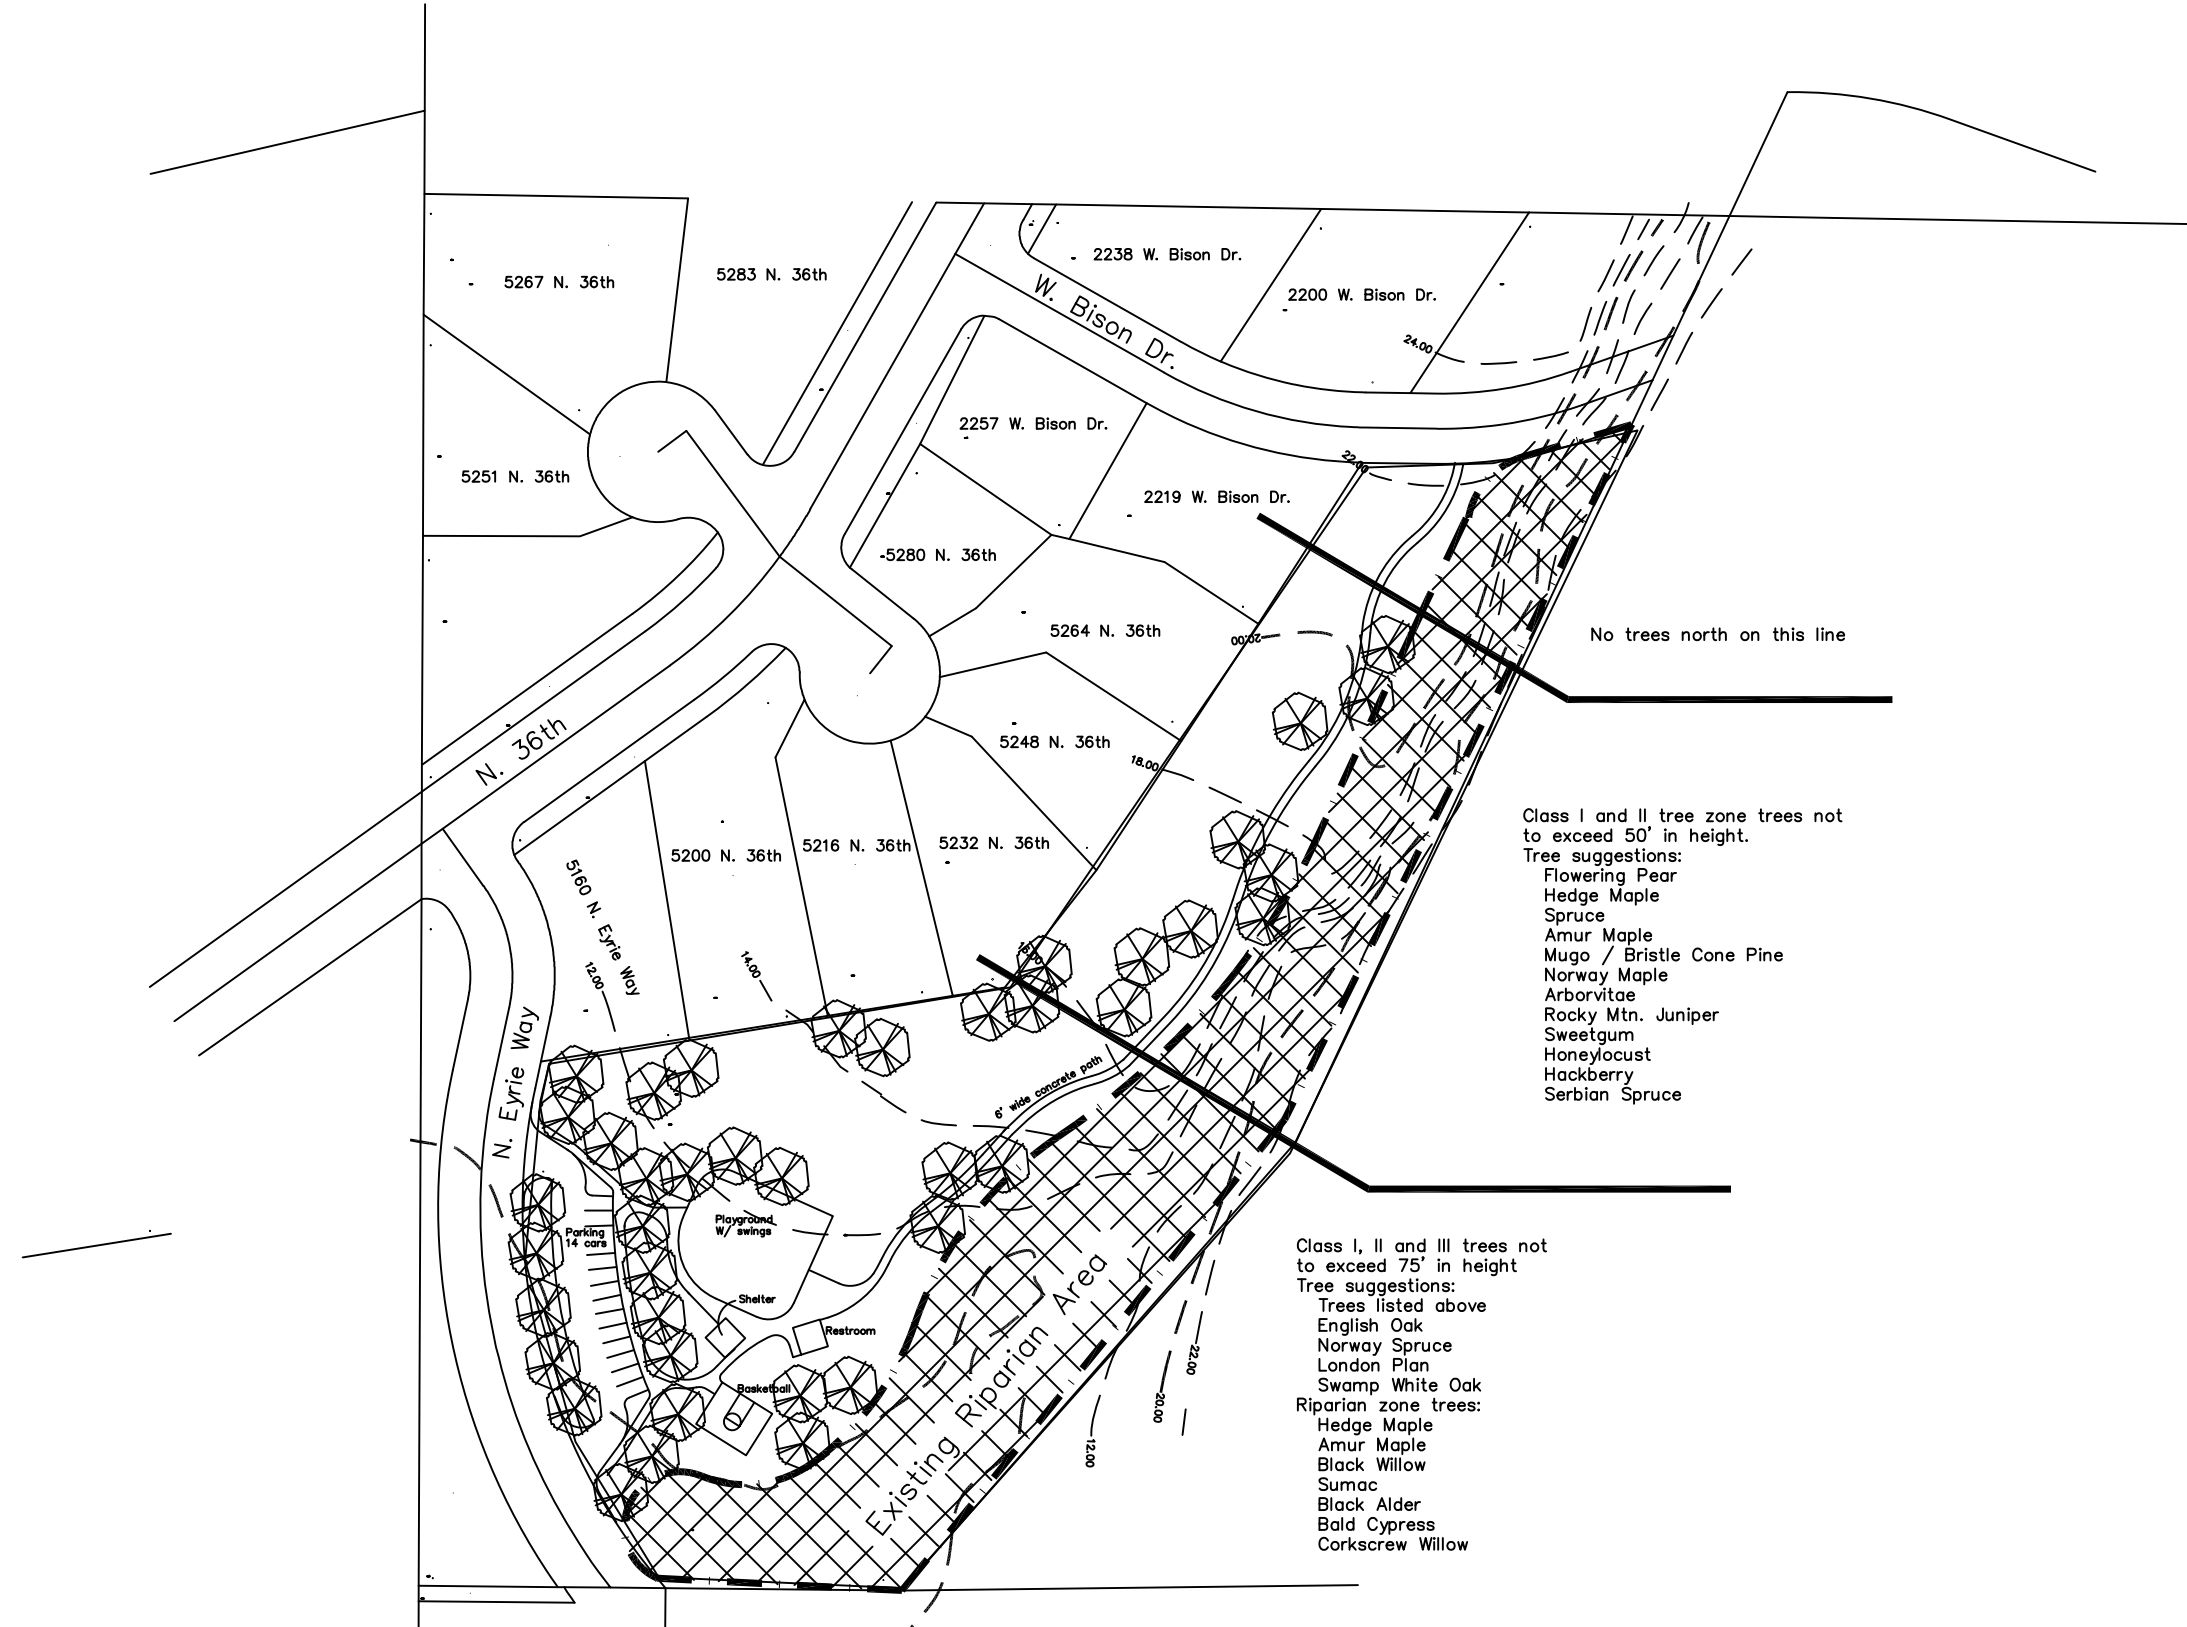 5267 N. 36th
5283 N. 36th
2238 W. Bison Dr.
2200 W. Bison Dr.
W. Bison Dr.
24.00
2257 W. Bison Dr.
22.00
5251 N. 36th
2219 W. Bison Dr.
5280 N. 36th
5264 N. 36th
20.00
No trees north on this line
N. 36th
5248 N. 36th
18.00
5200 N. 36th
5216 N. 36th
5232 N. 36th
5160 N. Eyrie Way
Class I and II tree zone trees not
to exceed 50' in height.
Tree suggestions:
Flowering Pear
Hedge Maple
Spruce
Amur Maple
Mugo / Bristle Cone Pine
Norway Maple
Arborvitae
Rocky Mtn. Juniper
Sweetgum
Honeylocust
Hackberry
Serbian Spruce
12.00
14.00
16.00
N. Eyrie Way
6' wide concrete path
Parking
14 cars
Playground
W/ swings
Shelter
Restroom
Basketball
Existing Riparian Area
22.00
20.00
12.00
Class I, II and III trees not
to exceed 75' in height
Tree suggestions:
Trees listed above
English Oak
Norway Spruce
London Plan
Swamp White Oak
Riparian zone trees:
Hedge Maple
Amur Maple
Black Willow
Sumac
Black Alder
Bald Cypress
Corkscrew Willow